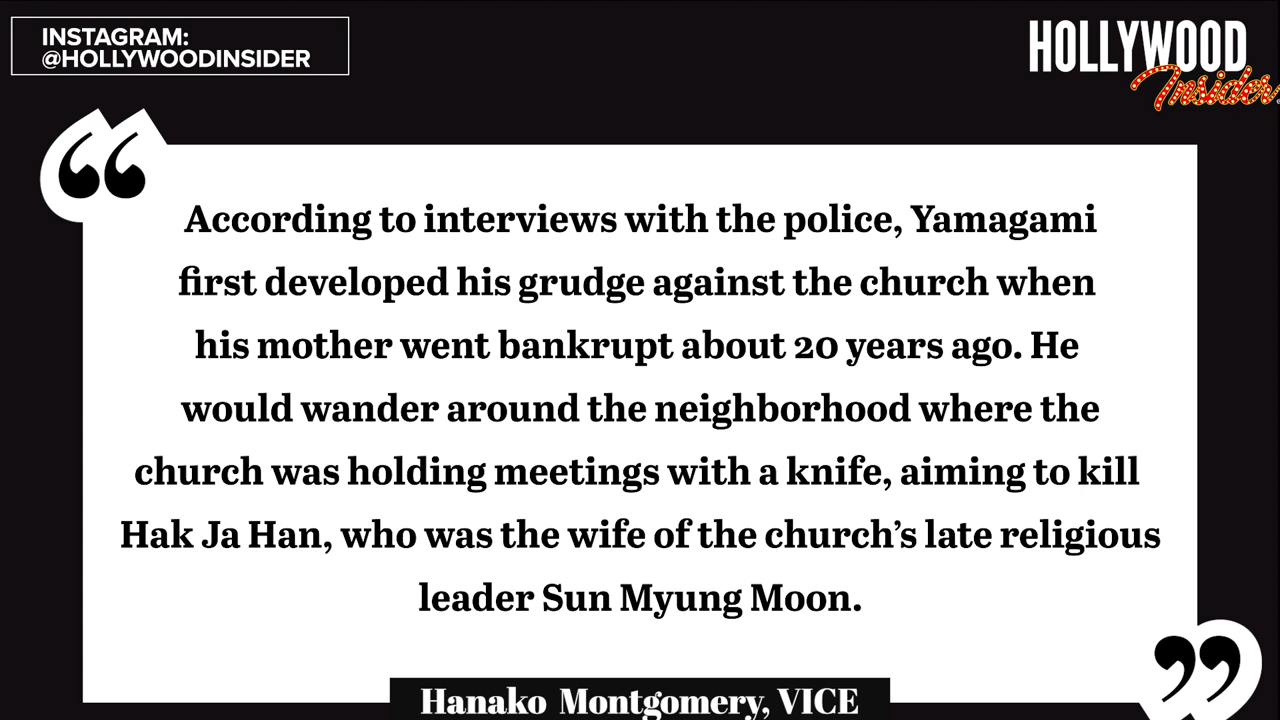 INSTAGRAM:
@HOLLYWOODINSIDER
HOLLYWOOD
Insider
According to interviews with the police, Yamagami
first developed his grudge against the church when
his mother went bankrupt about 20 years ago. He
would wander around the neighborhood where the
church was holding meetings with a knife, aiming to kill
Hak Ja Han, who was the wife of the church’s late religious
leader Sun Myung Moon.
Hanako Montgomery, VICE